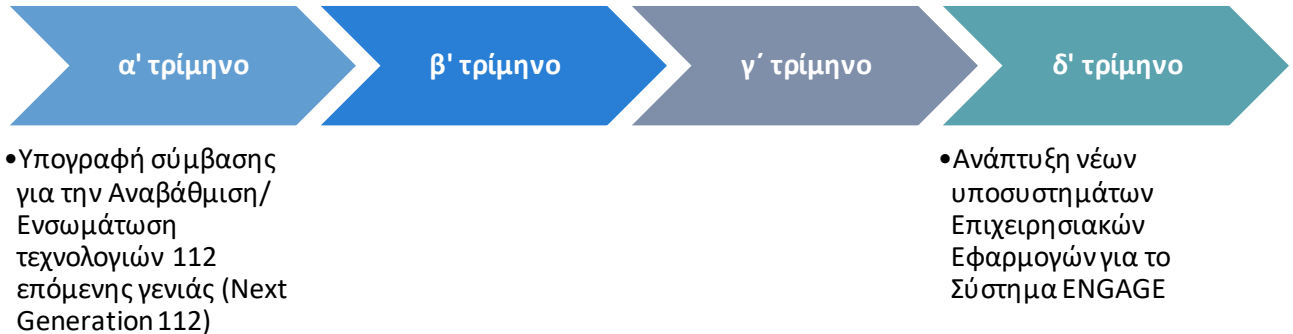 α' τρίμηνο
β' τρίμηνο
γ΄ τρίμηνο
δ' τρίμηνο
•Υπογραφή σύμβασης
για την Αναβάθμιση/
Ενσωμάτωση
τεχνολογιών 112
επόμενης γενιάς (Next
Generation 112)
•Ανάπτυξη νέων
υποσυστημάτων
Επιχειρησιακών
Εφαρμογών για το
Σύστημα ENGAGE